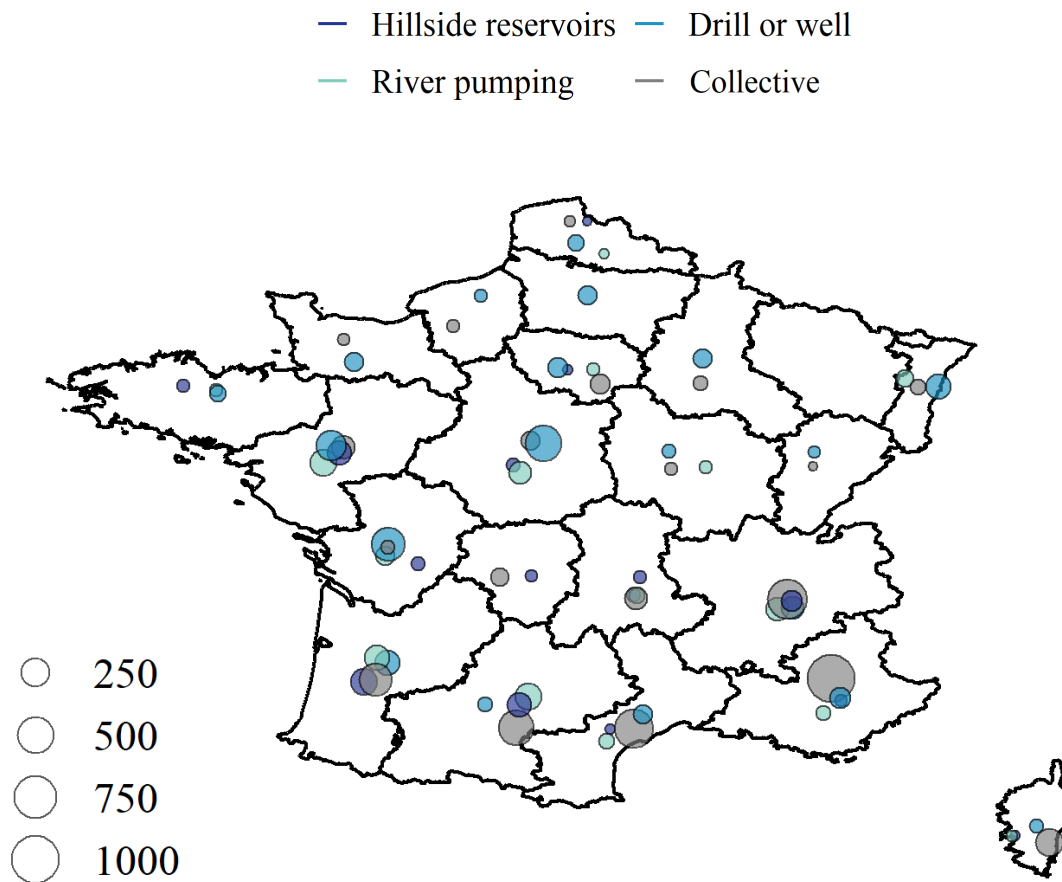 Hillside reservoirs
Drill or well
River pumping
Collective
250
500
750
1000